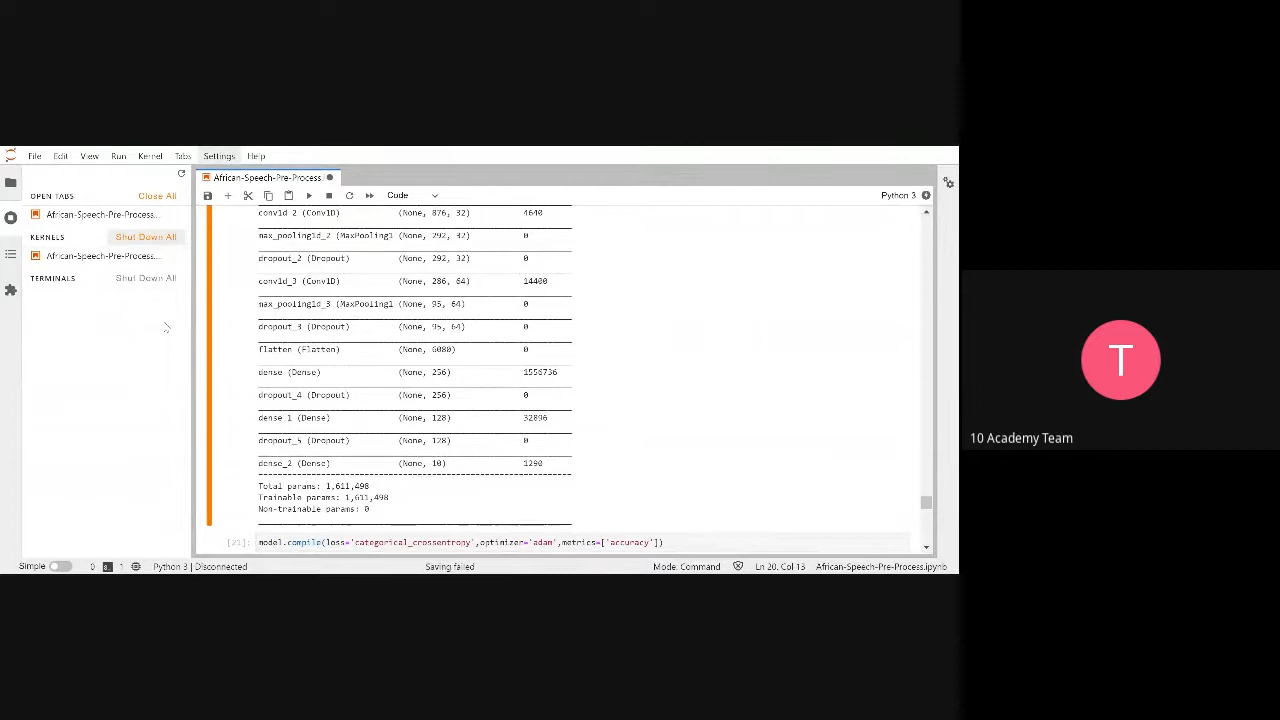 File Edit View Run Kernel Tabs Settings Help
OPEN TABS Close All
African-Speech-Pre-Process...
KERNELS Shut Down All
African-Speech-Pre-Process...
TERMINALS Shut Down All
African-Speech-Pre-Process
Code
Python 3
conv1d_2 (Conv1D) (None, 876, 32) 4640
max_pooling1d_2 (MaxPooling1 (None, 292, 32) 0
dropout_2 (Dropout) (None, 292, 32) 0
conv1d_3 (Conv1D) (None, 286, 64) 14400
max_pooling1d_3 (MaxPooling1 (None, 95, 64) 0
dropout_3 (Dropout) (None, 95, 64) 0
flatten (Flatten) (None, 6080) 0
dense (Dense) (None, 256) 1556736
dropout_4 (Dropout) (None, 256) 0
dense_1 (Dense) (None, 128) 32896
dropout_5 (Dropout) (None, 128) 0
dense_2 (Dense) (None, 10) 1290
Total params: 1,611,498
Trainable params: 1,611,498
Non-trainable params: 0
[21]: model.compile(loss='categorical_crossentropy',optimizer='adam',metrics=['accuracy'])
Simple 0 1 Python 3 | Disconnected Saving failed Mode: Command Ln 20, Col 13 African-Speech-Pre-Process.ipynb
T
10 Academy Team